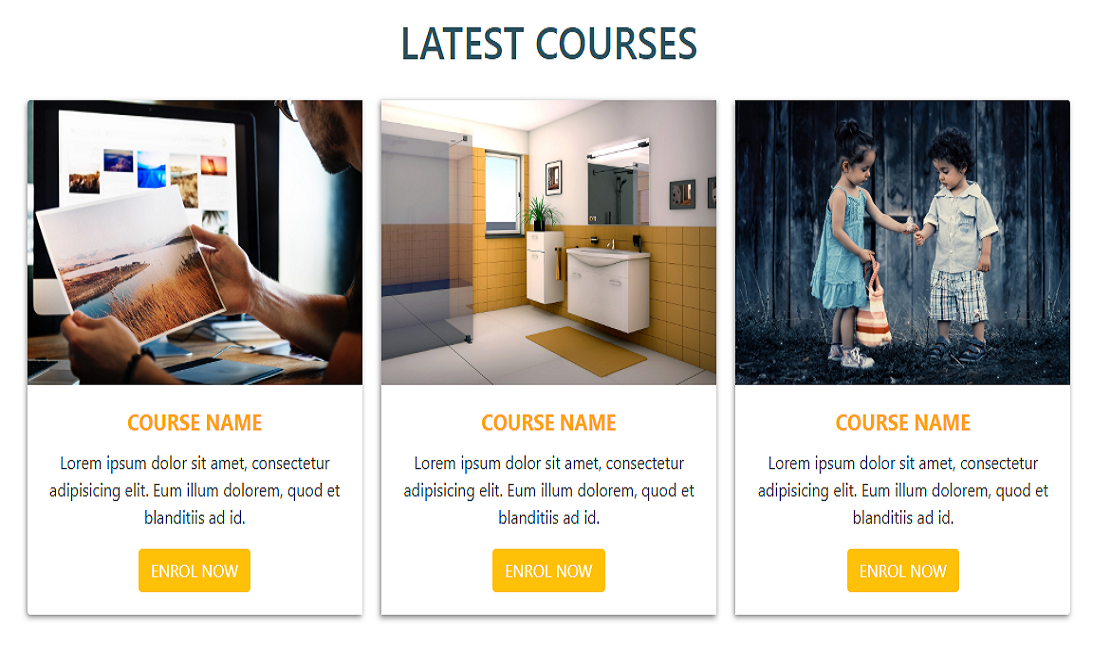 LATEST COURSES
COURSE NAME
Lorem ipsum dolor sit amet, consectetur
adipisicing elit. Eum illum dolorem, quod et
blanditiis ad id.
ENROL NOW
COURSE NAME
Lorem ipsum dolor sit amet, consectetur
adipisicing elit. Eum illum dolorem, quod et
blanditiis ad id.
ENROL NOW
COURSE NAME
Lorem ipsum dolor sit amet, consectetur
adipisicing elit. Eum illum dolorem, quod et
blanditiis ad id.
ENROL NOW